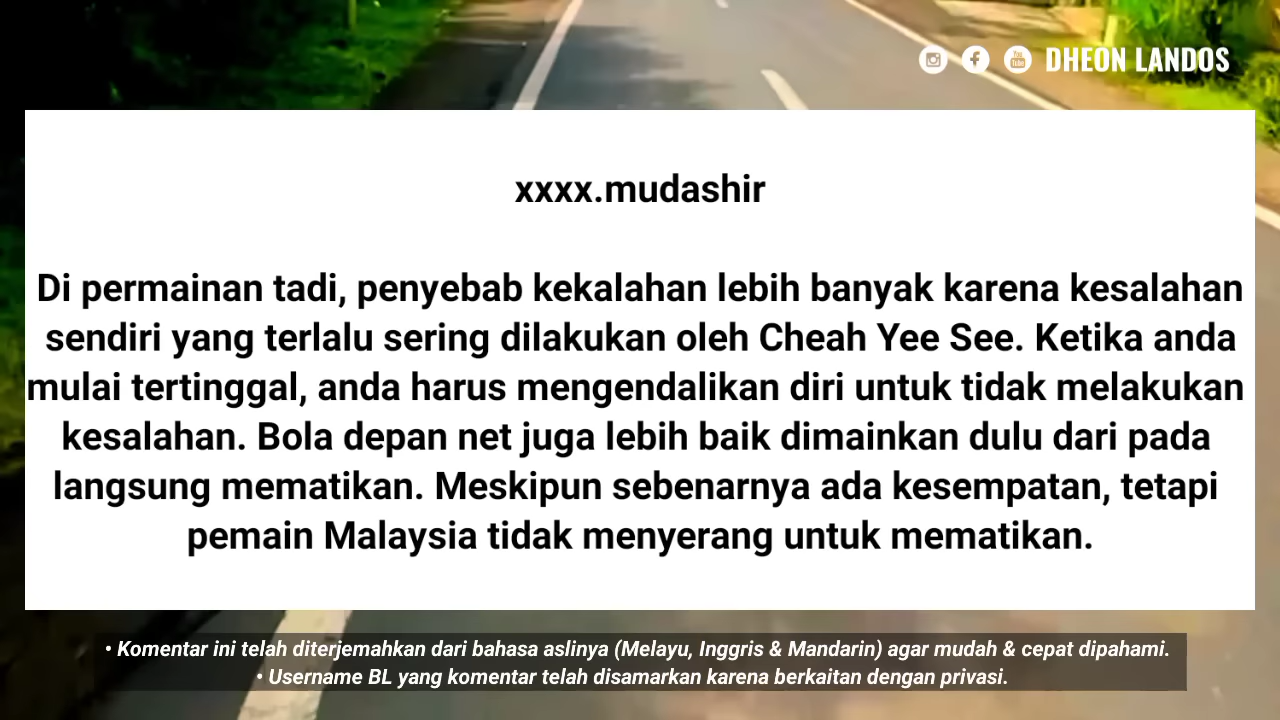 DHEON LANDOS
xxxx.mudashir
Di permainan tadi, penyebab kekalahan lebih banyak karena kesalahan
sendiri yang terlalu sering dilakukan oleh Cheah Yee See. Ketika anda
mulai tertinggal, anda harus mengendalikan diri untuk tidak melakukan
kesalahan. Bola depan net juga lebih baik dimainkan dulu dari pada
langsung mematikan. Meskipun sebenarnya ada kesempatan, tetapi
pemain Malaysia tidak menyerang untuk mematikan.
• Komentar ini telah diterjemahkan dari bahasa aslinya (Melayu, Inggris & Mandarin) agar mudah & cepat dipahami.
• Username BL yang komentar telah disamarkan karena berkaitan dengan privasi.